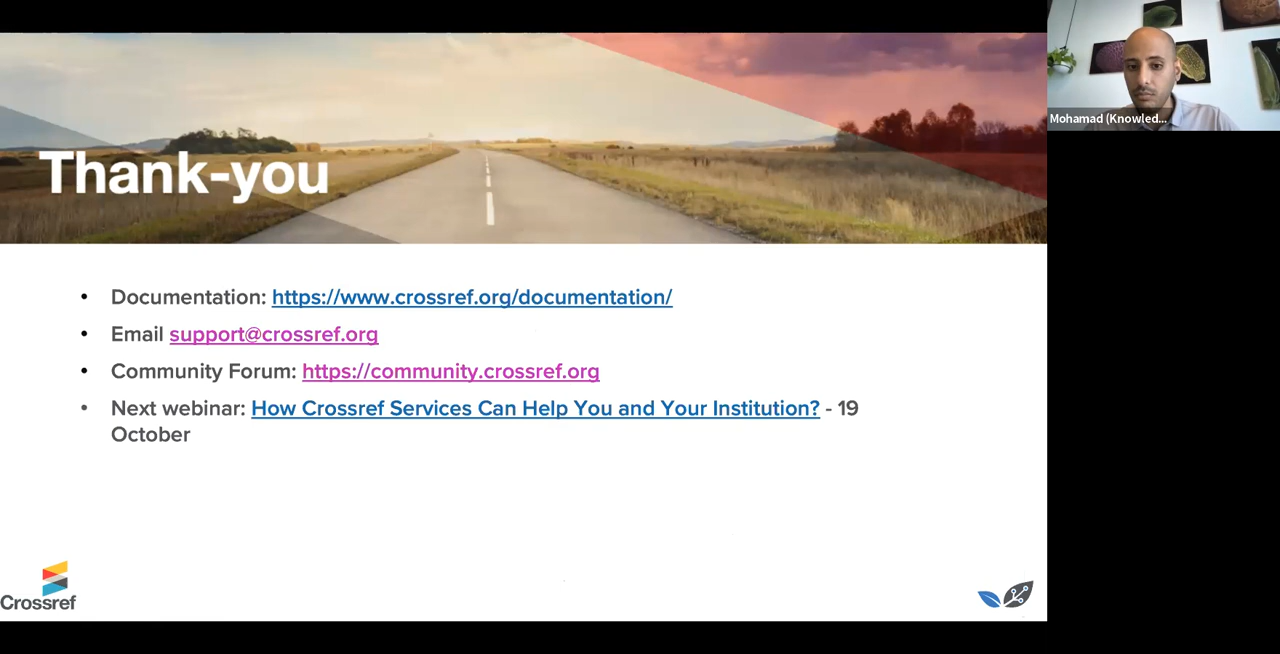 Thank-you
Mohamad (Knowled...
• Documentation: https://www.crossref.org/documentation/
• Email support@crossref.org
• Community Forum: https://community.crossref.org
• Next webinar: How Crossref Services Can Help You and Your Institution? - 19
October
Crossref